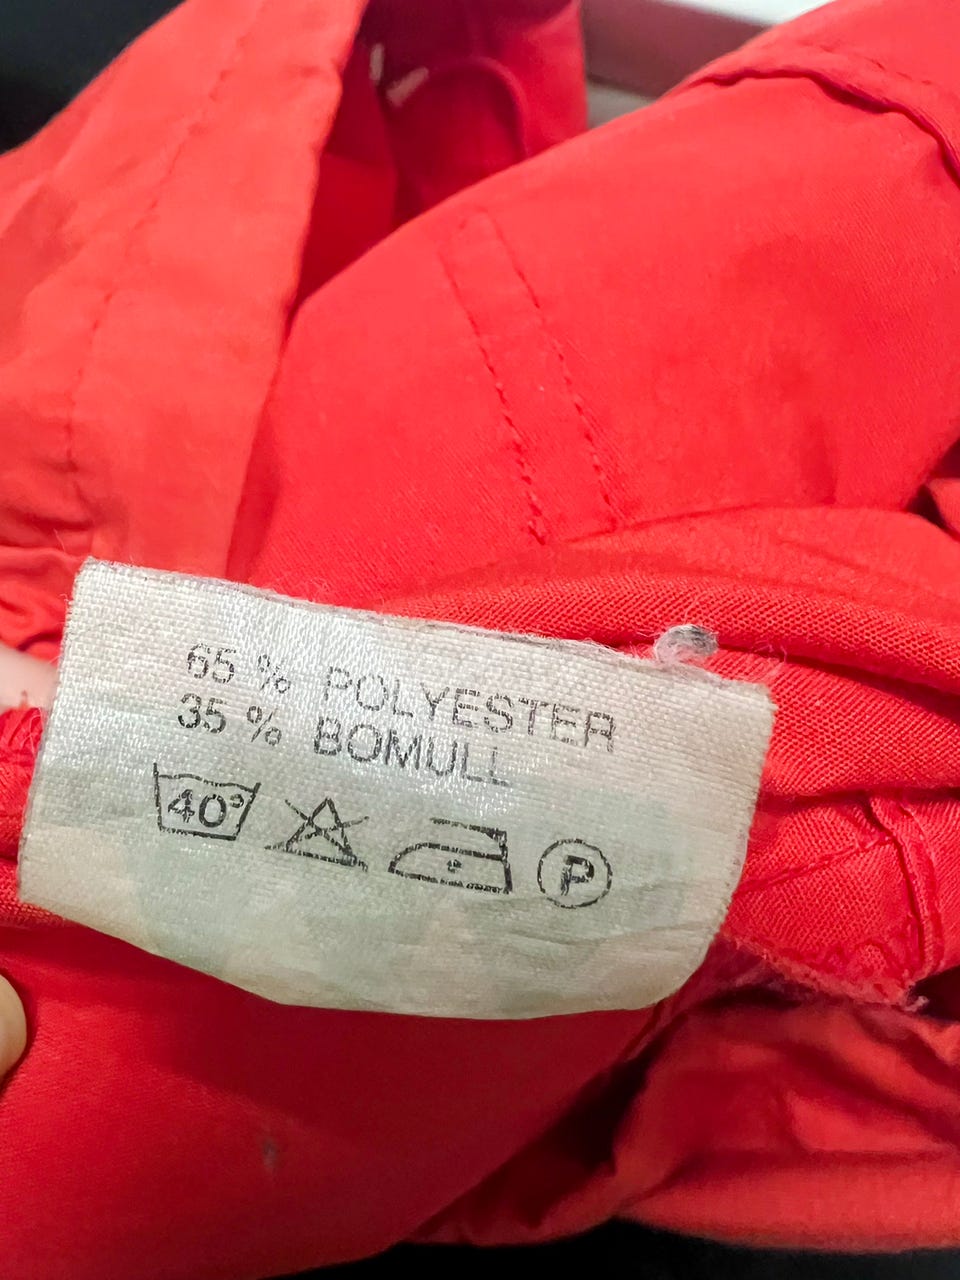 65 % POLYESTER
35 % BOMULL
40° P